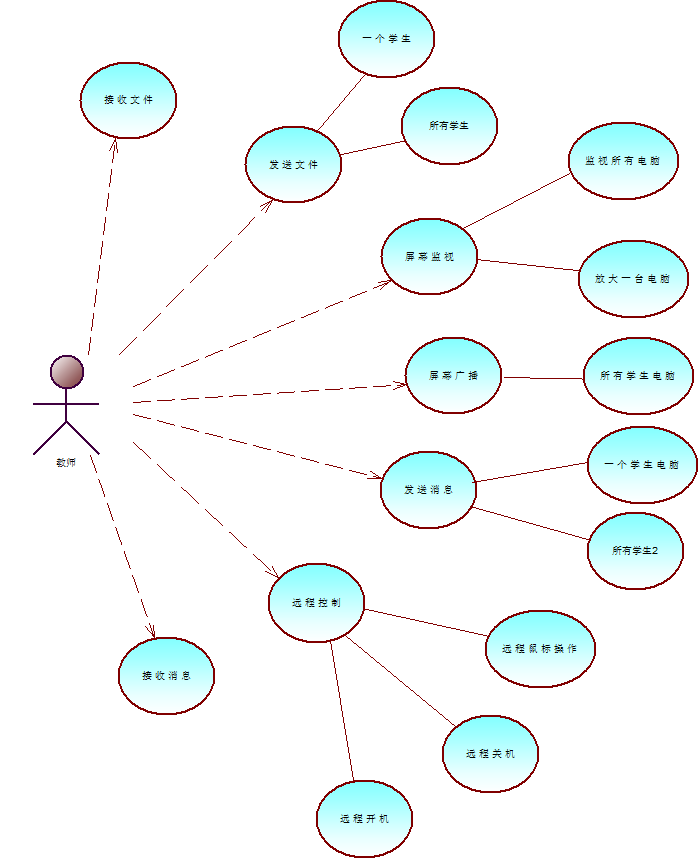 一个学生
接收文件
所有学生
发送文件
监视所有电脑
屏幕监视
放大一台电脑
屏幕广播
所有学生电脑
教师
一个学生电脑
发送消息
所有学生2
远程控制
远程鼠标操作
接收消息
远程关机
远程开机